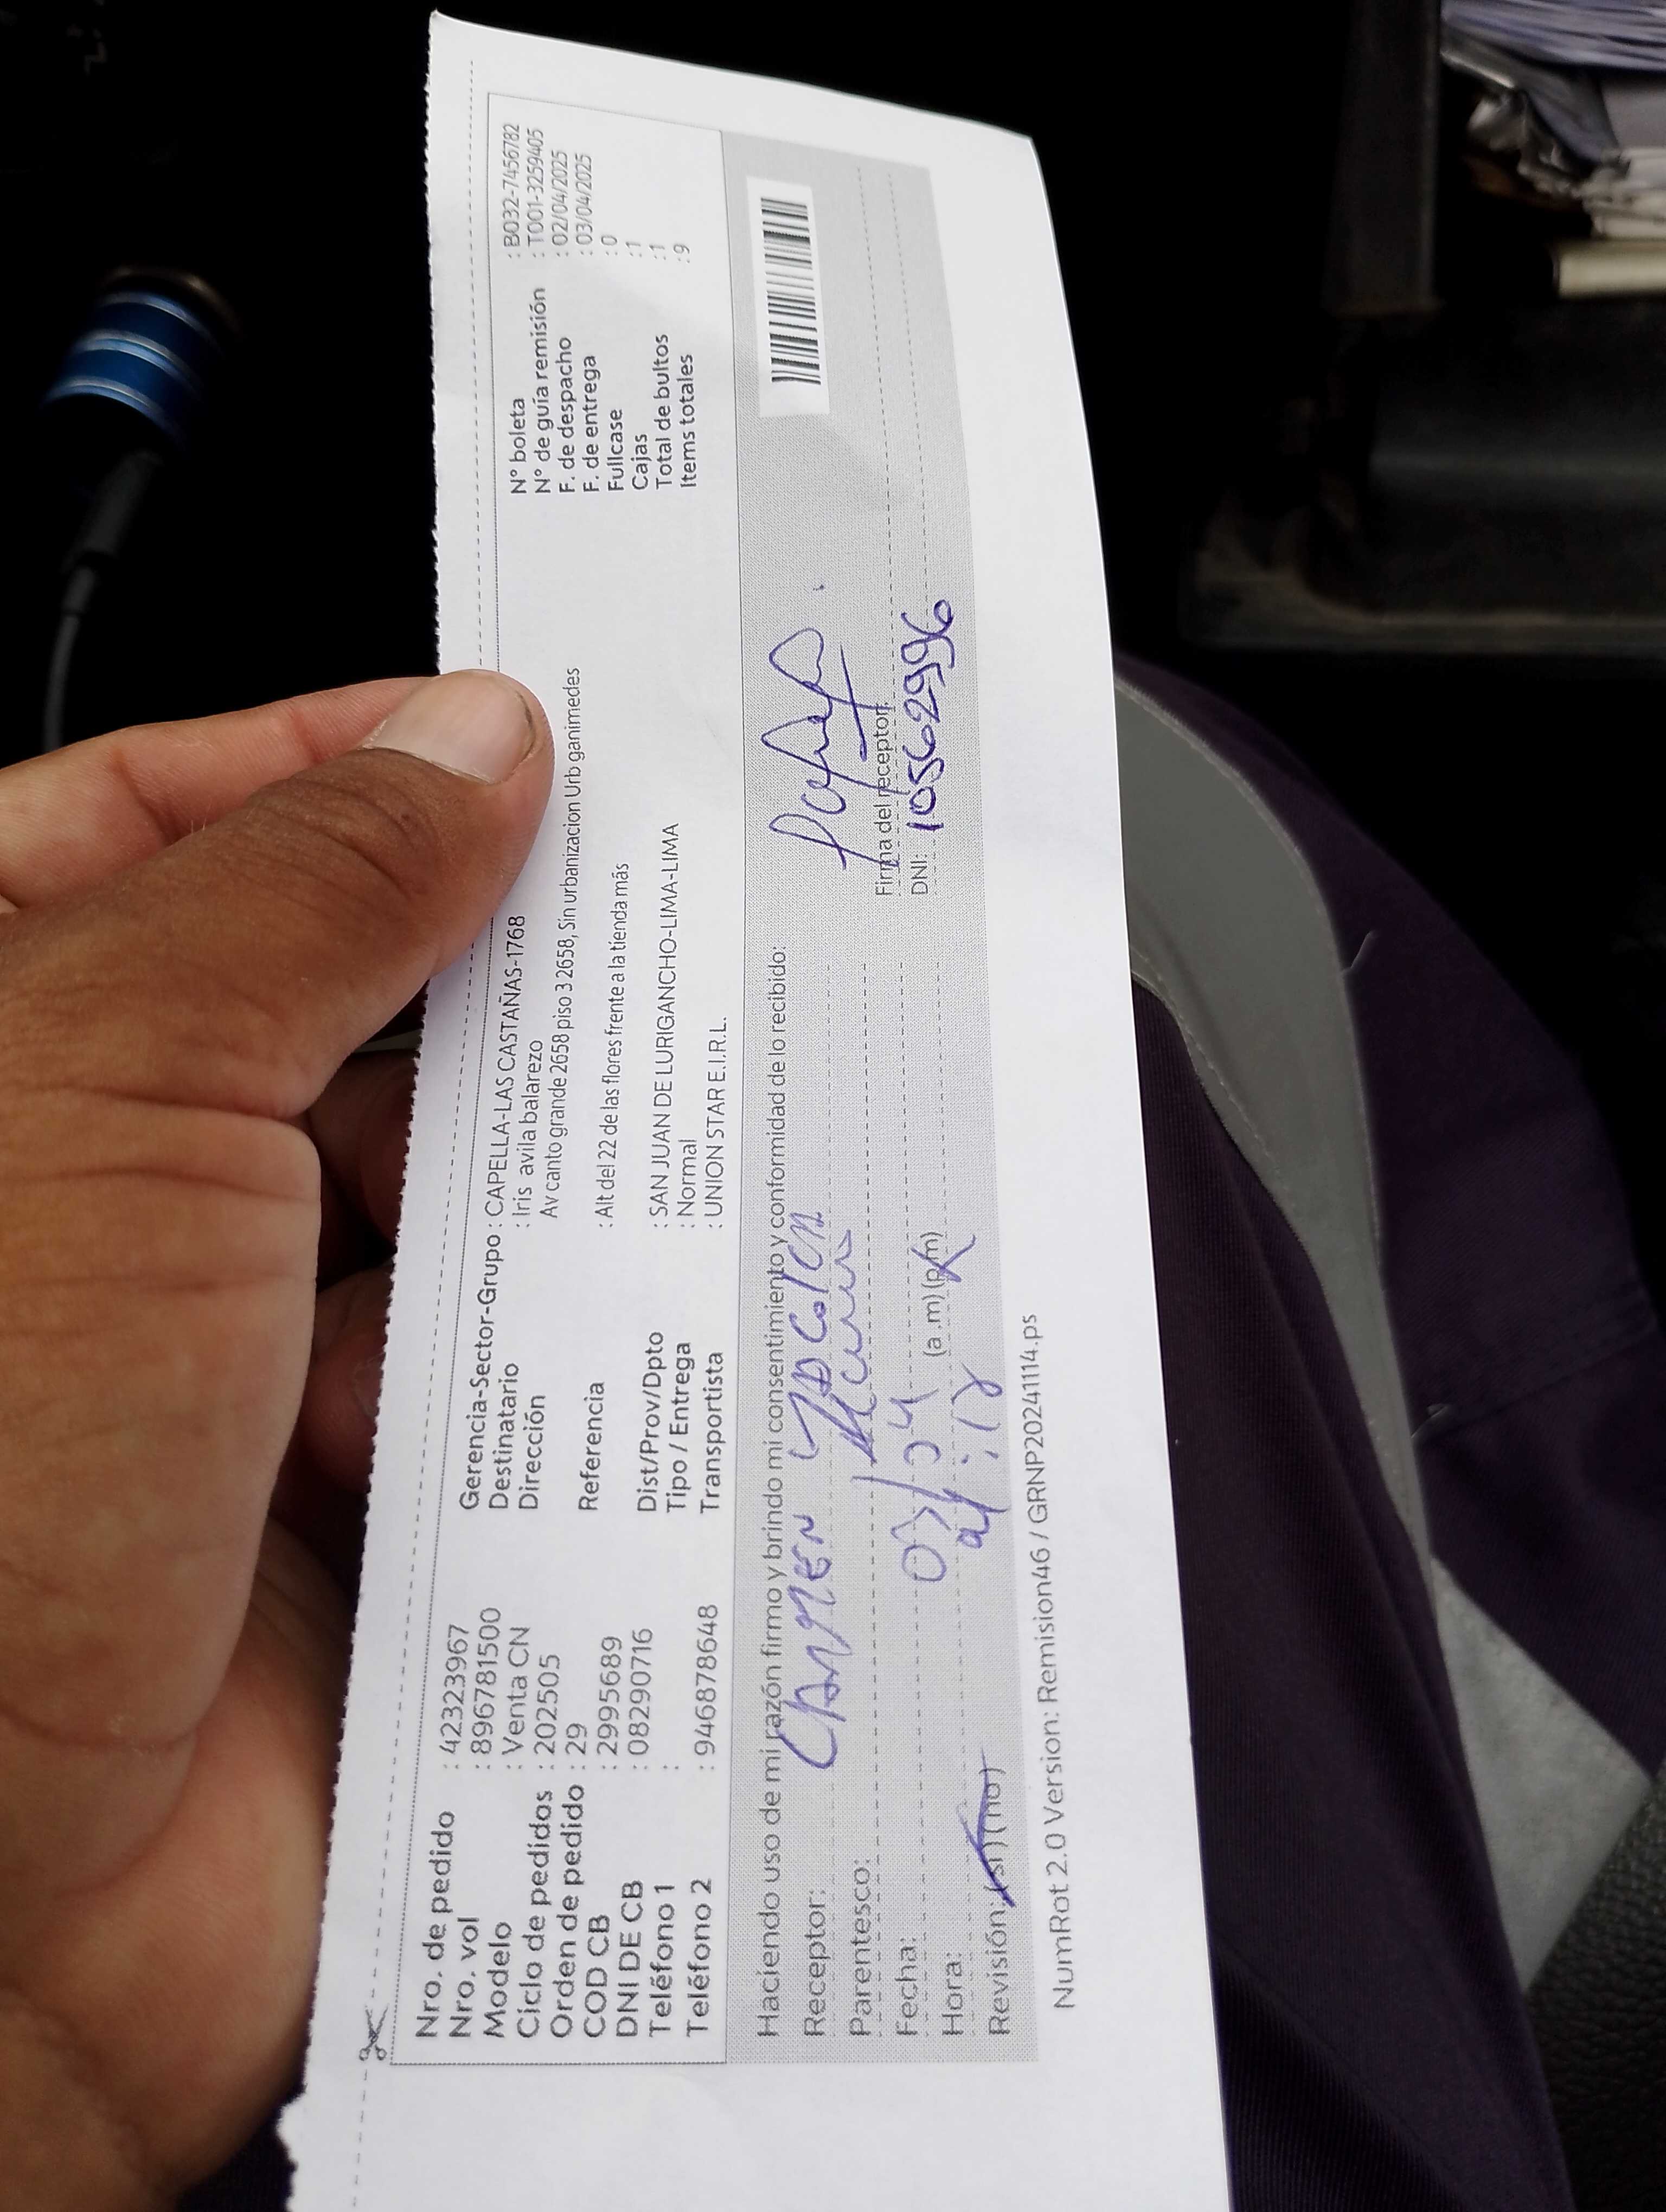 Nro. de pedido : 42323967
Nro. vol : 896781500
Modelo : Venta CN
Ciclo de pedidos : 202505
Orden de pedido : 29
COD CB : 2995689
DNI DE CB : 08290716
Teléfono 1 :
Teléfono 2 : 946878648
Gerencia-Sector-Grupo : CAPELLA-LAS CASTAÑAS-1768
Destinatario : Iris avila balarezo
Dirección Av canto grande 2658 piso 3 2658, Sin urbanizacion Urb ganimedes
Referencia : Alt del 22 de las flores frente a la tienda más
Dist/Prov/Dpto : SAN JUAN DE LURIGANCHO-LIMA-LIMA
Tipo / Entrega : Normal
Transportista : UNION STAR E.I.R.L.
N° boleta : B032-7456782
N° de guía remisión : T001-3259405
F. de despacho : 02/04/2025
F. de entrega : 03/04/2025
Fullcase : 0
Cajas : 1
Total de bultos : 1
Items totales : 9
Haciendo uso de mi razón firmo y brindo mi consentimiento y conformidad de lo recibido:
Receptor: CARMEN
Parentesco:
Fecha: 03/04
Hora: (a.m) (p.m)
Revisión: (si) (no)
Firma del receptor
DNI: 10562996
NumRot 2.0 Version: Remision46 / GRNP20241114.ps